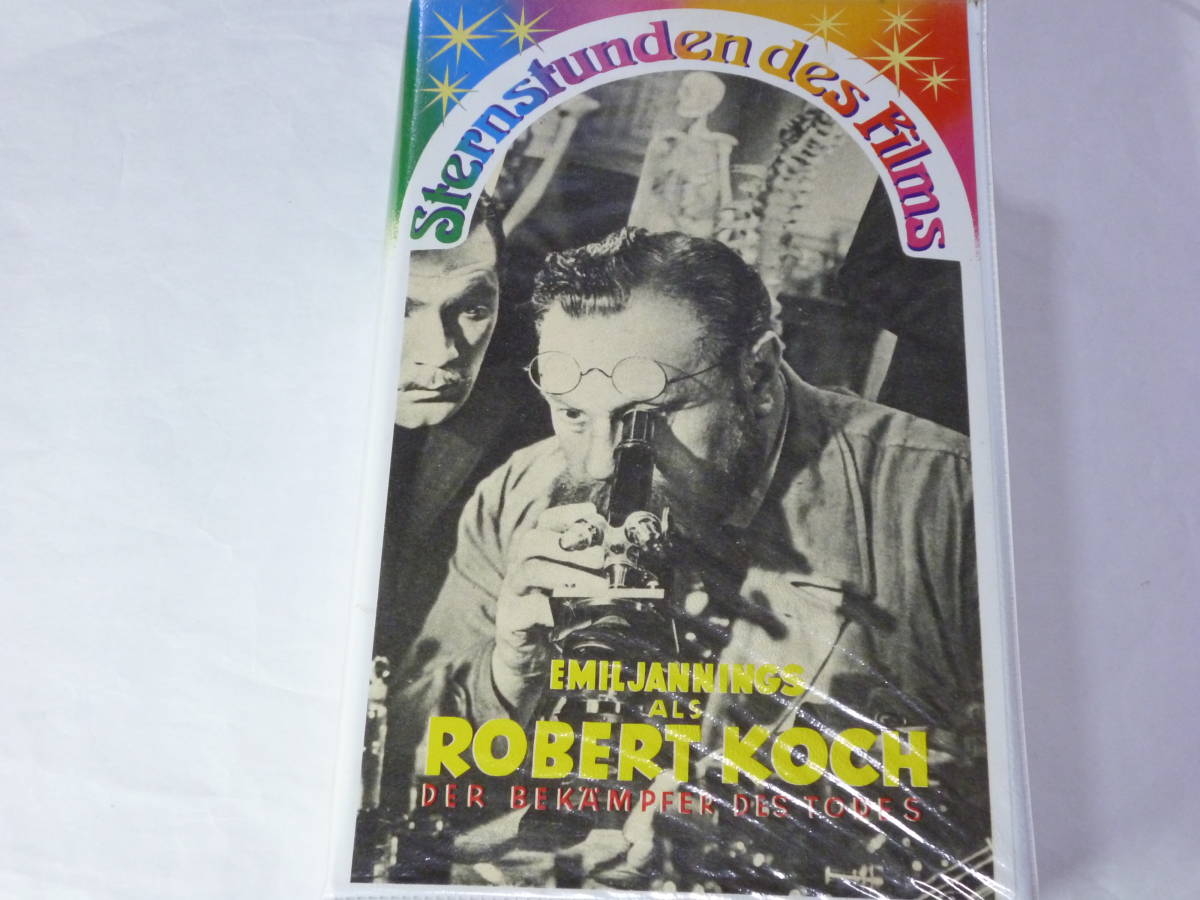 Sternstunden des Films
EMIL JANNINGS
ALS
ROBERT KOCH
DER BEKÄMPFER DES TODES